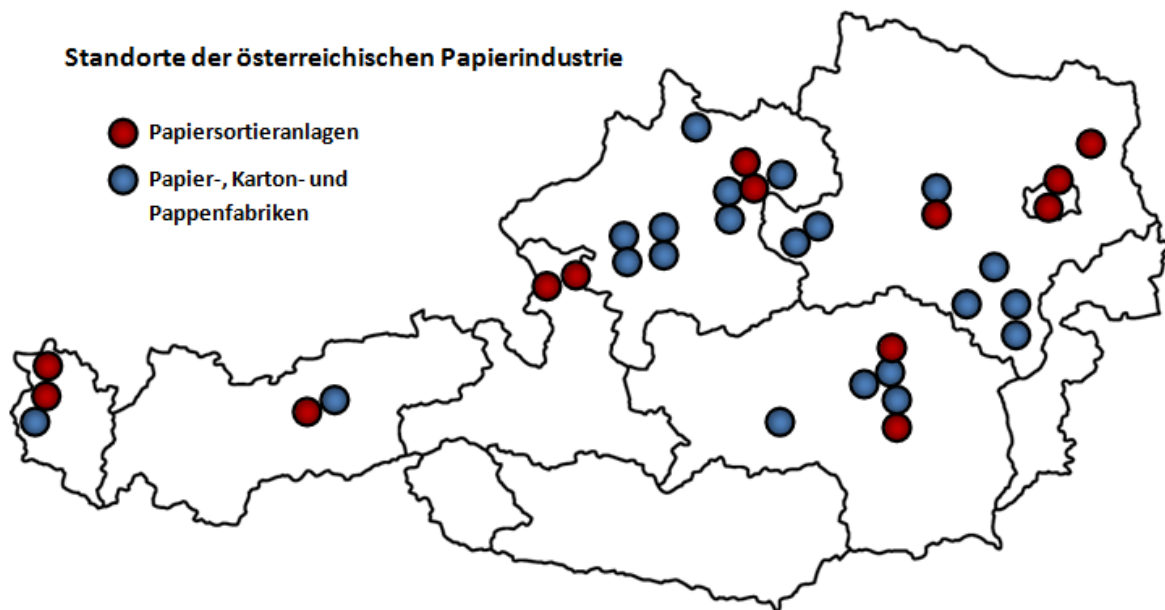 Standorte der österreichischen Papierindustrie
Papiersortieranlagen
Papier-, Karton- und
Pappenfabriken